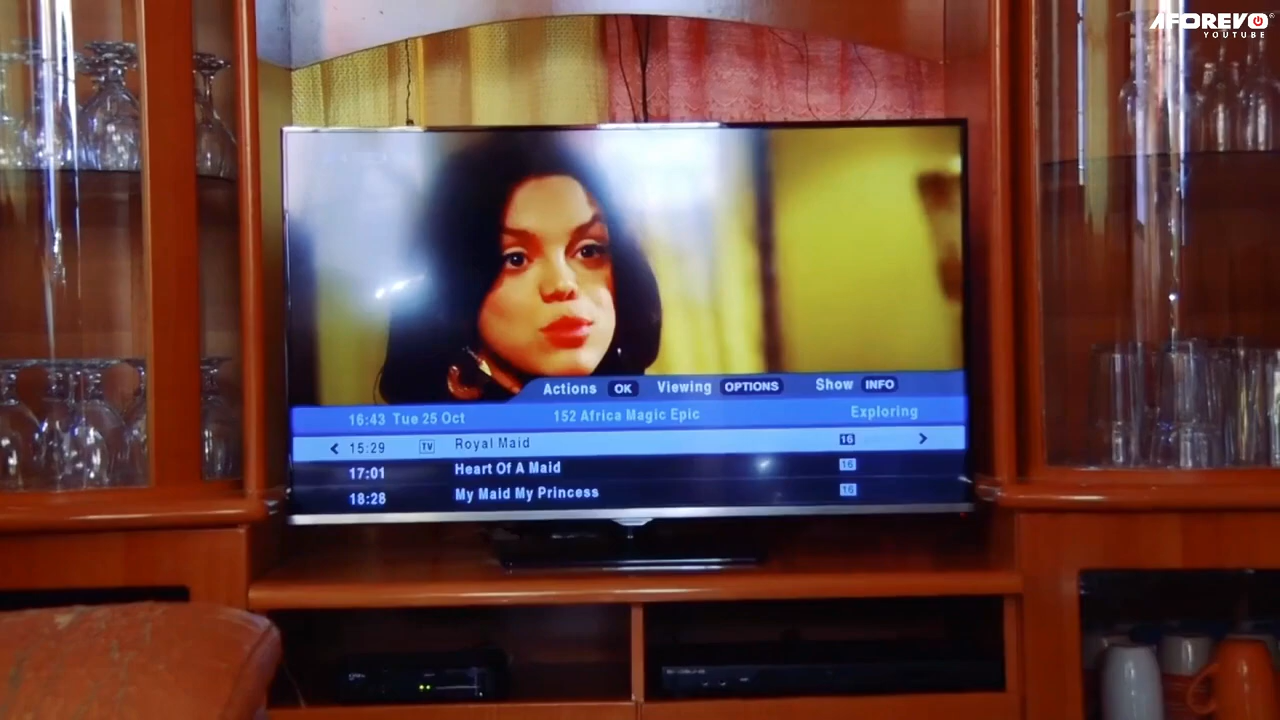 AFOREVO
YOUTUBE
Actions OK Viewing OPTIONS Show INFO
16:43 Tue 25 Oct 152 Africa Magic Epic Exploring
< 15:29 TV Royal Maid 16 >
17:01 Heart Of A Maid 16
18:28 My Maid My Princess 16